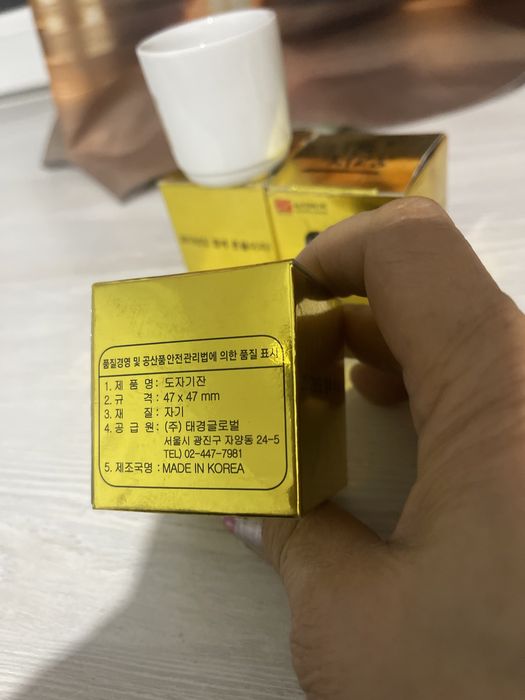 품질경영 및 공산품안전관리법에 의한 품질 표시
1. 제 품 명 : 도자기잔
2. 규 격 : 47 x 47 mm
3. 재 질 : 자기
4. 공 급 원 : (주) 태경글로벌
서울시 광진구 자양동 24-5
TEL) 02-447-7981
5. 제조국명 : MADE IN KOREA